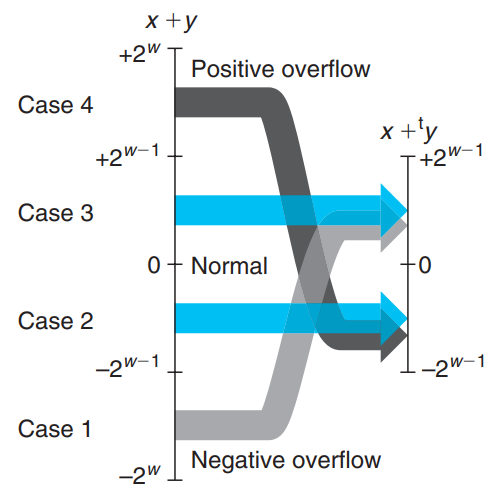 x + y
+2^w
Positive overflow
Case 4
x +^t y
+2^{w−1}
+2^{w−1}
Case 3
0
Normal
0
Case 2
−2^{w−1}
−2^{w−1}
Case 1
Negative overflow
−2^w